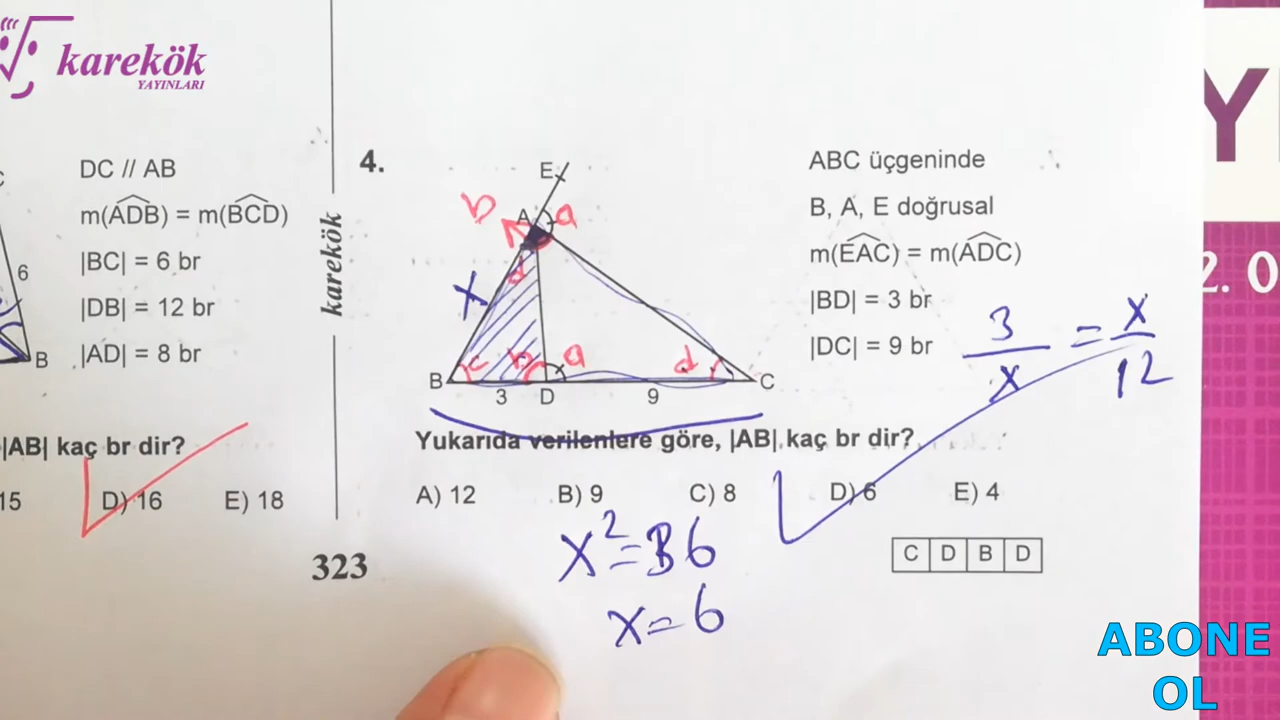 karekök
YAYINLARI
C
6
B
DC // AB
m(ADB) = m(BCD)
|BC| = 6 br
|DB| = 12 br
|AD| = 8 br
|AB| kaç br dir?
15
D) 16
E) 18
karekök
323
4.
E
b
A
a
d
x
c
b
a
d
B
3
D
9
C
ABC üçgeninde
B, A, E doğrusal
m(EAC) = m(ADC)
|BD| = 3 br
|DC| = 9 br
3/x = x/12
Yukarıda verilenlere göre, |AB| kaç br dir?
A) 12
B) 9
C) 8
D) 6
E) 4
x² = 36
x = 6
C D B D
2. 0
ABONE
OL